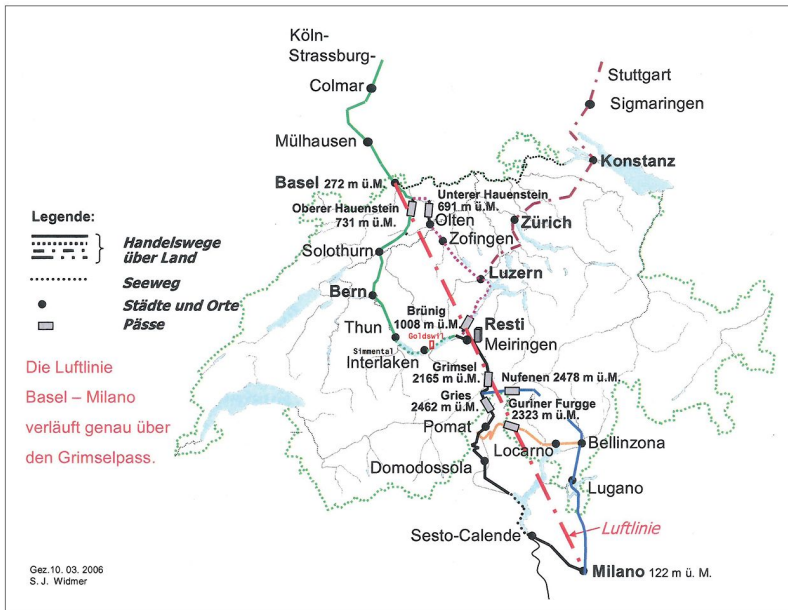 Köln-
Strassburg-
Colmar
Stuttgart
Sigmaringen
Mülhausen
Konstanz
Basel 272 m ü.M.
Unterer Hauenstein
691 m ü.M.
Oberer Hauenstein
731 m ü.M.
Olten
Zürich
Zofingen
Legende:
Handelswege
über Land
Seeweg
Städte und Orte
Pässe
Solothurn
Luzern
Bern
Brünig
1008 m ü.M.
Resti
Thun
Goldswil
Meiringen
Simmental
Interlaken
Grimsel
2165 m ü.M.
Nufenen 2478 m ü.M.
Gries
2462 m ü.M.
Guriner Furgge
2323 m ü.M.
Die Luftlinie
Basel – Milano
verläuft genau über
den Grimselpass.
Pomat
Locarno
Bellinzona
Domodossola
Lugano
Sesto-Calende
Luftlinie
Milano 122 m ü. M.
Gez.10. 03. 2006
S. J. Widmer